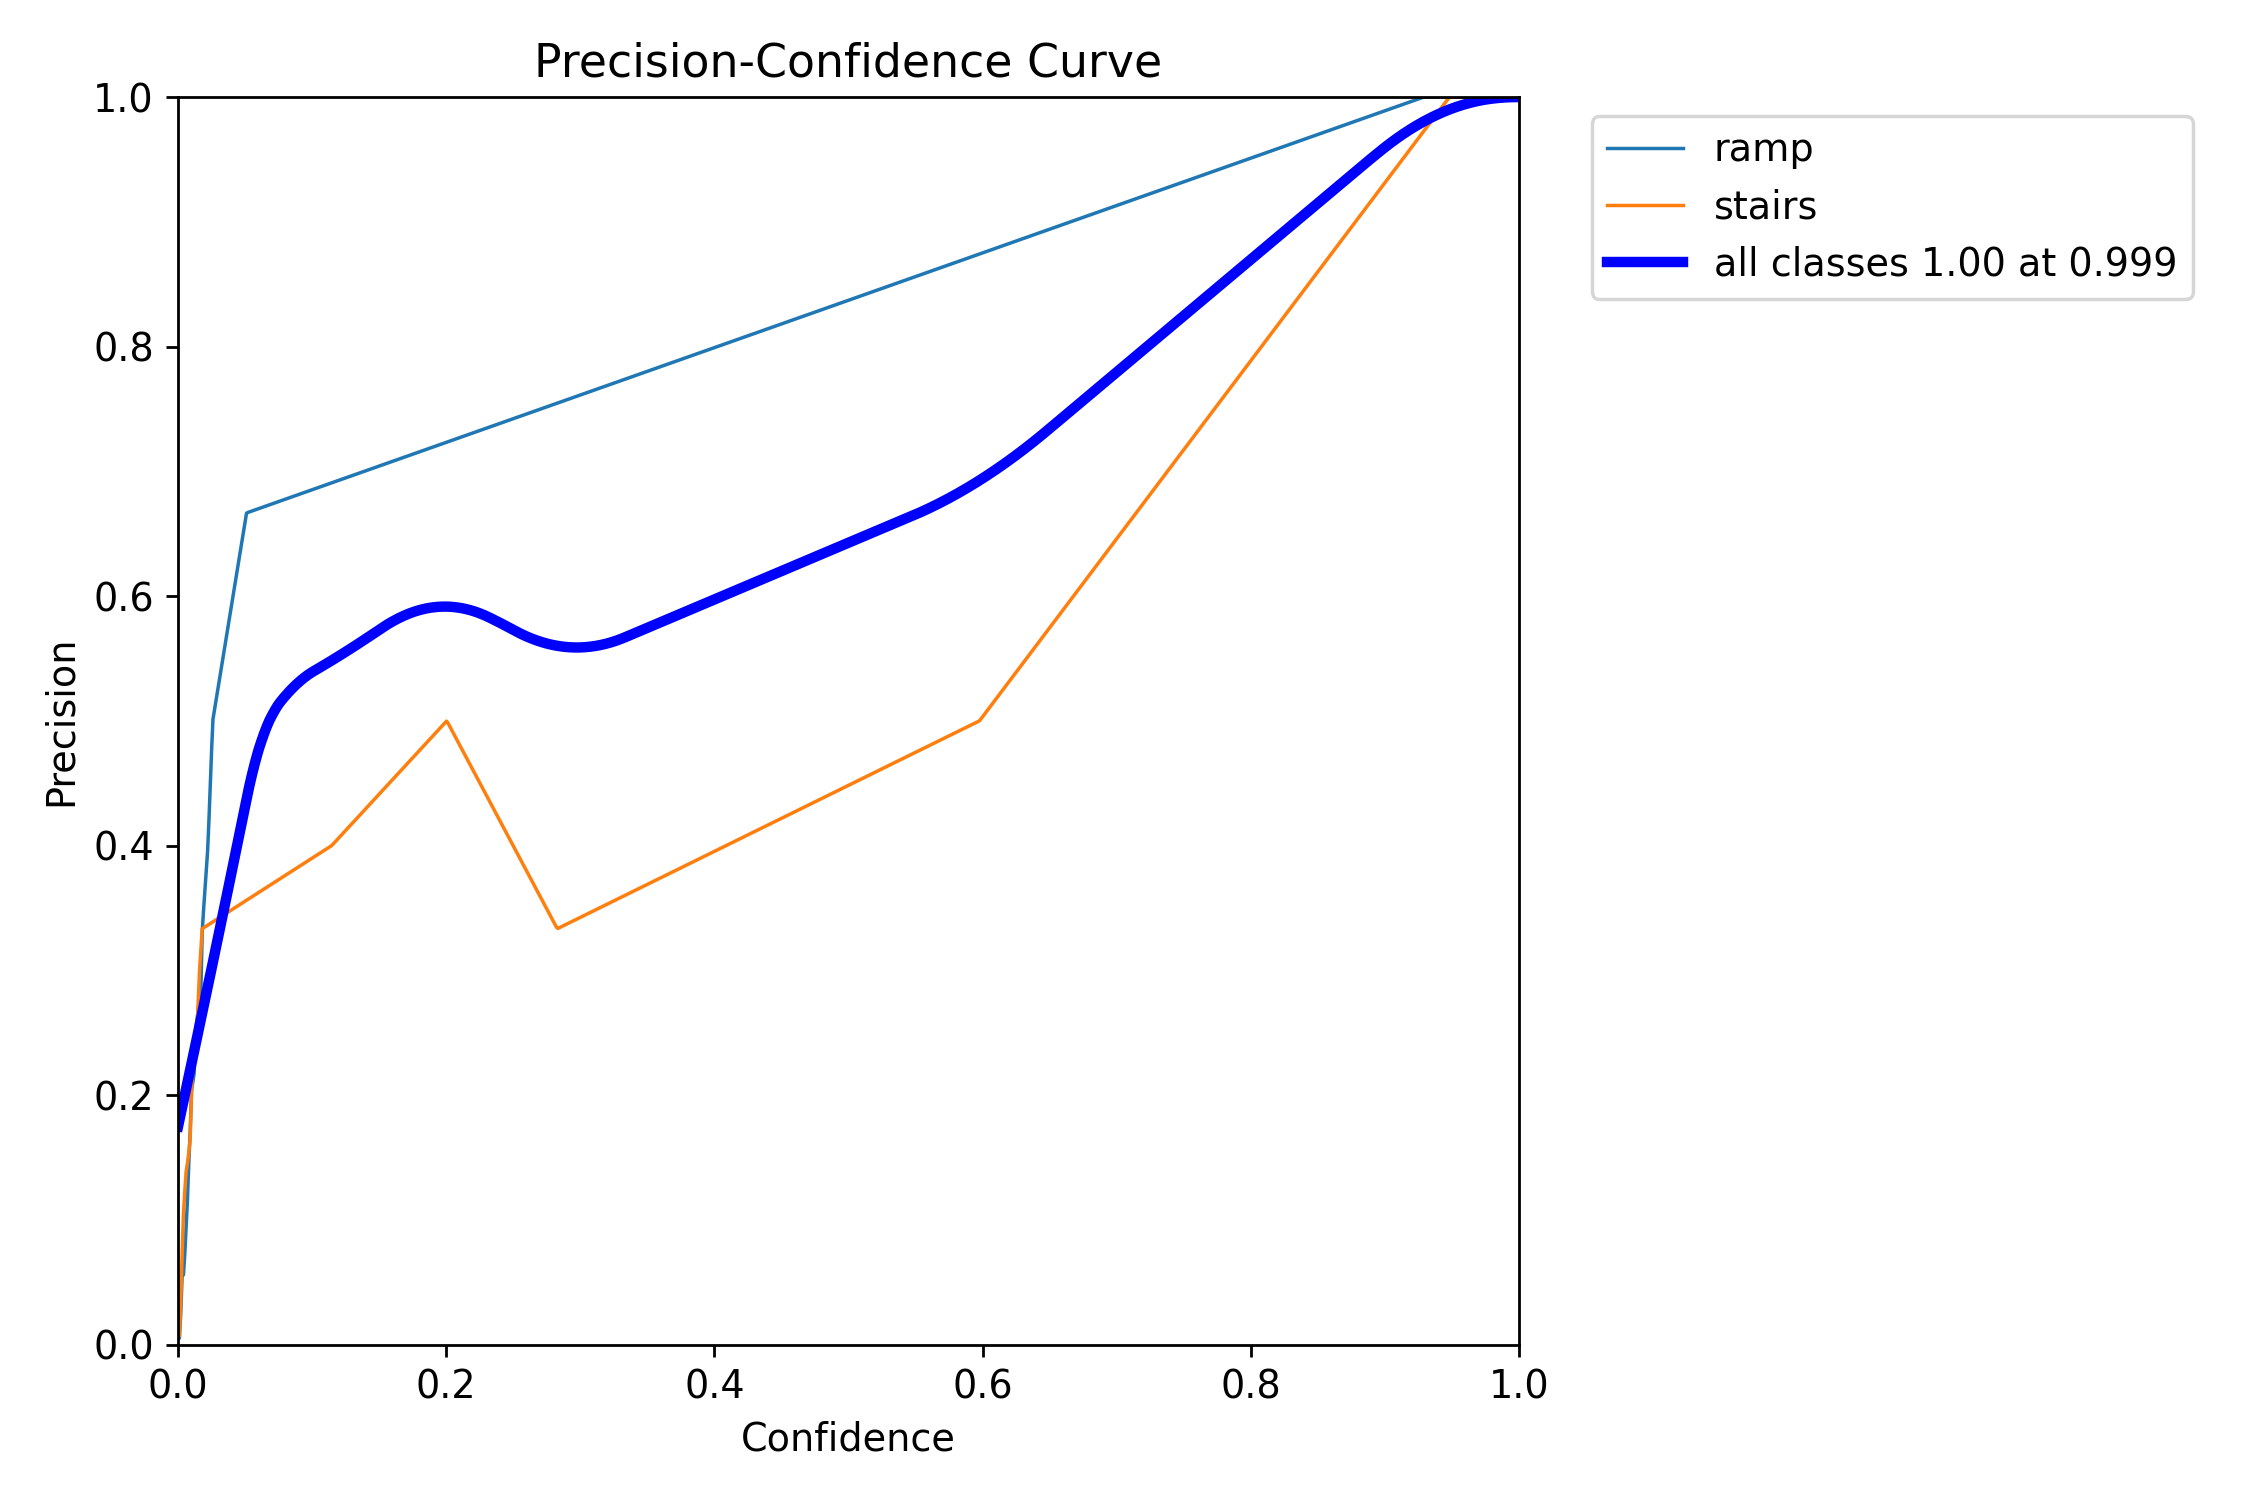 Precision-Confidence Curve
1.0
0.8
0.6
0.4
0.2
0.0
Precision
0.0 0.2 0.4 0.6 0.8 1.0
Confidence
ramp
stairs
all classes 1.00 at 0.999